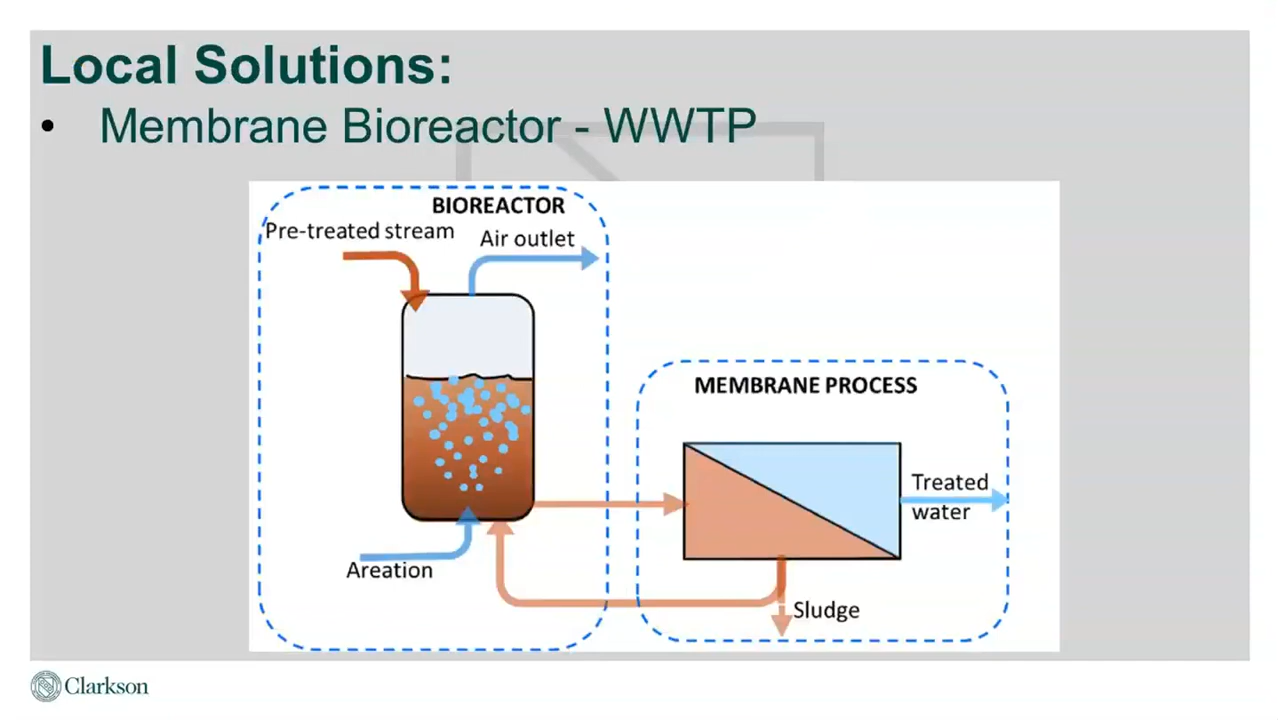 Local Solutions:
• Membrane Bioreactor - WWTP
BIOREACTOR
Pre-treated stream
Air outlet
MEMBRANE PROCESS
Treated
water
Areation
Sludge
Clarkson